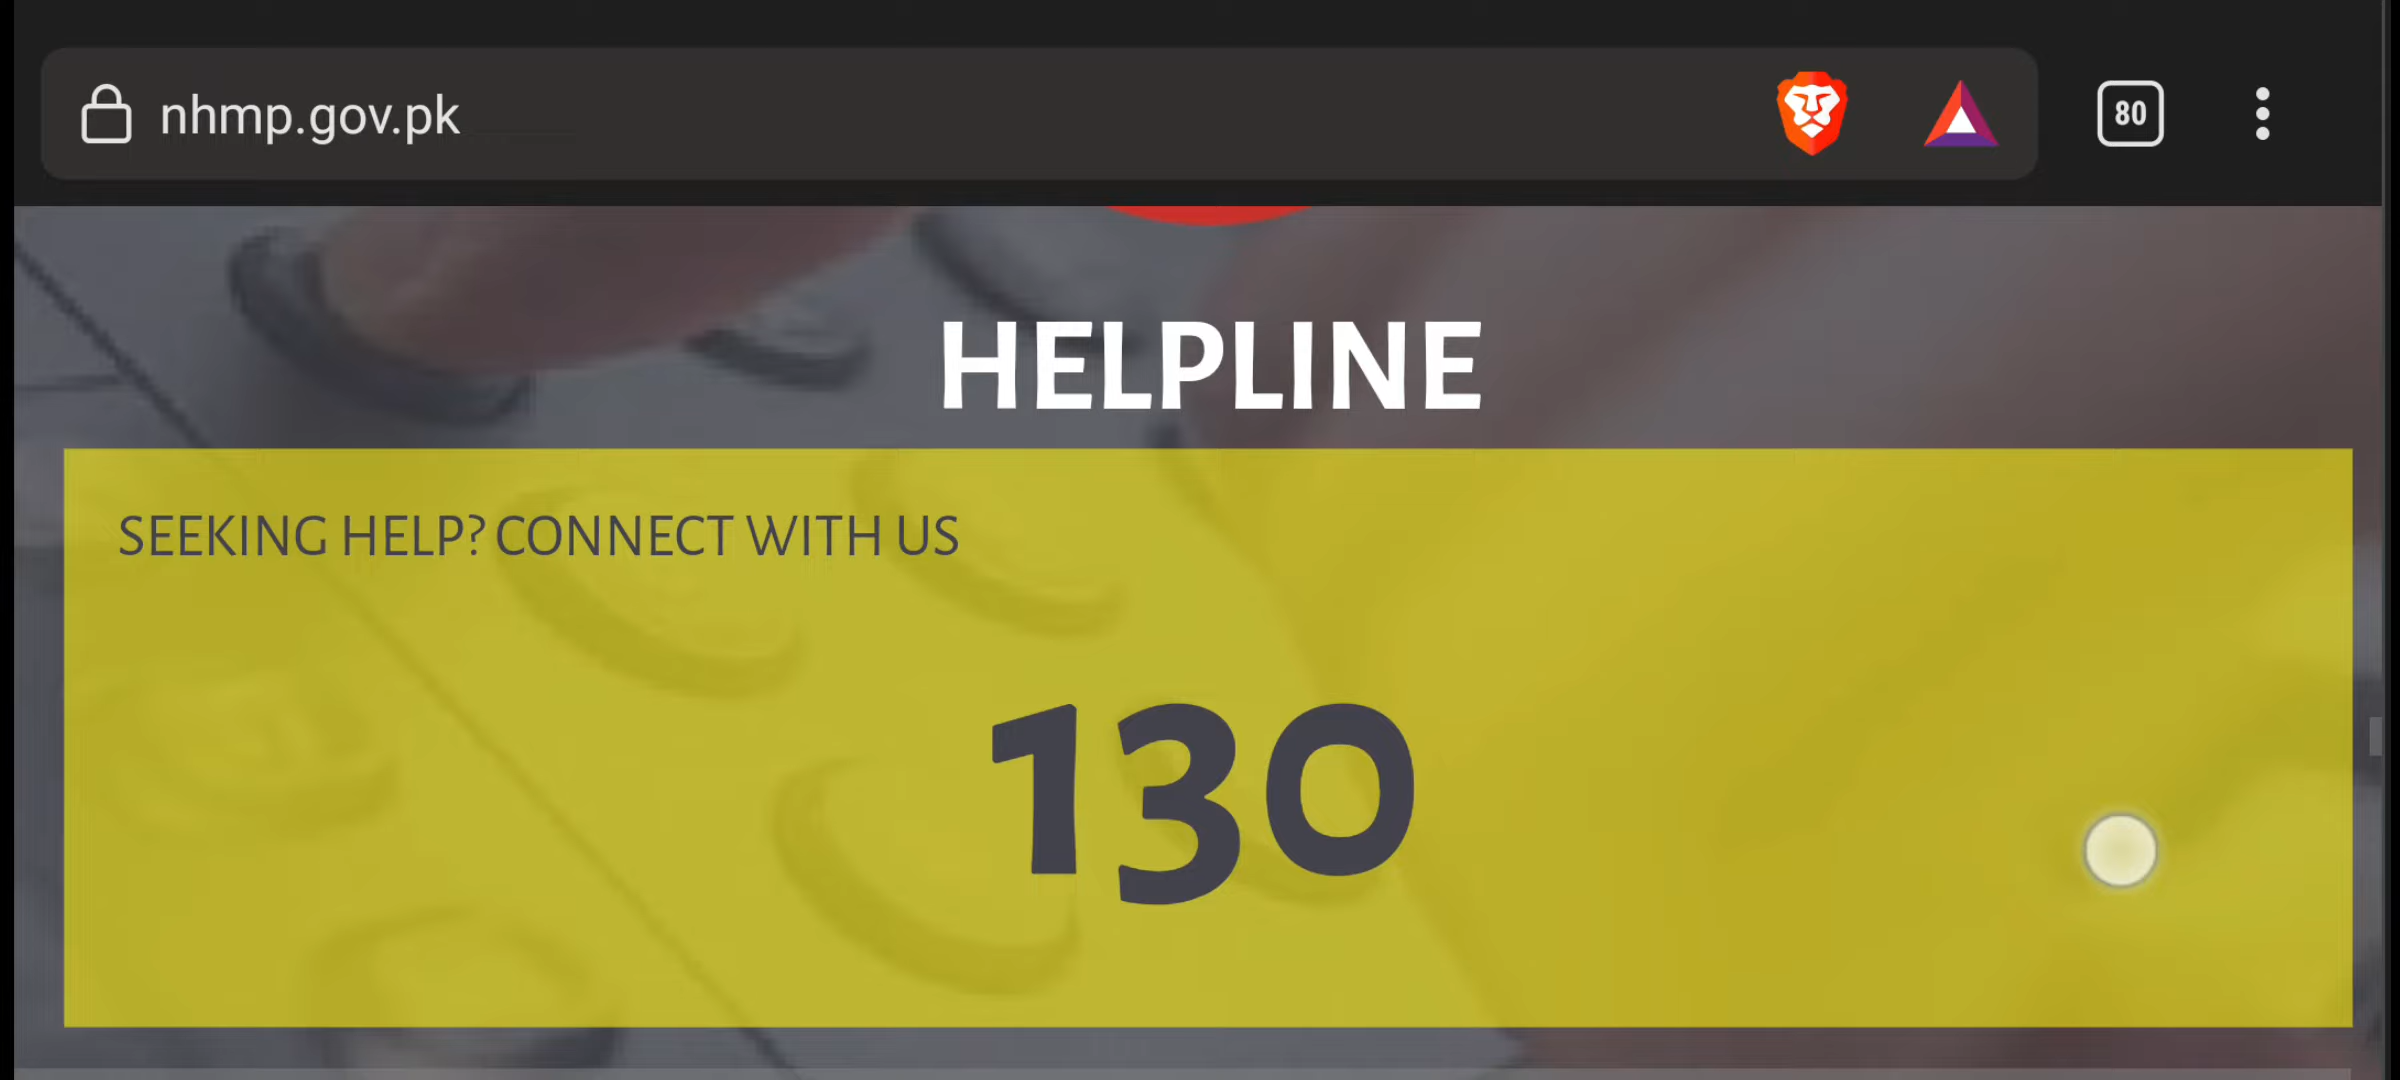 nhmp.gov.pk
80
HELPLINE
SEEKING HELP? CONNECT WITH US
130